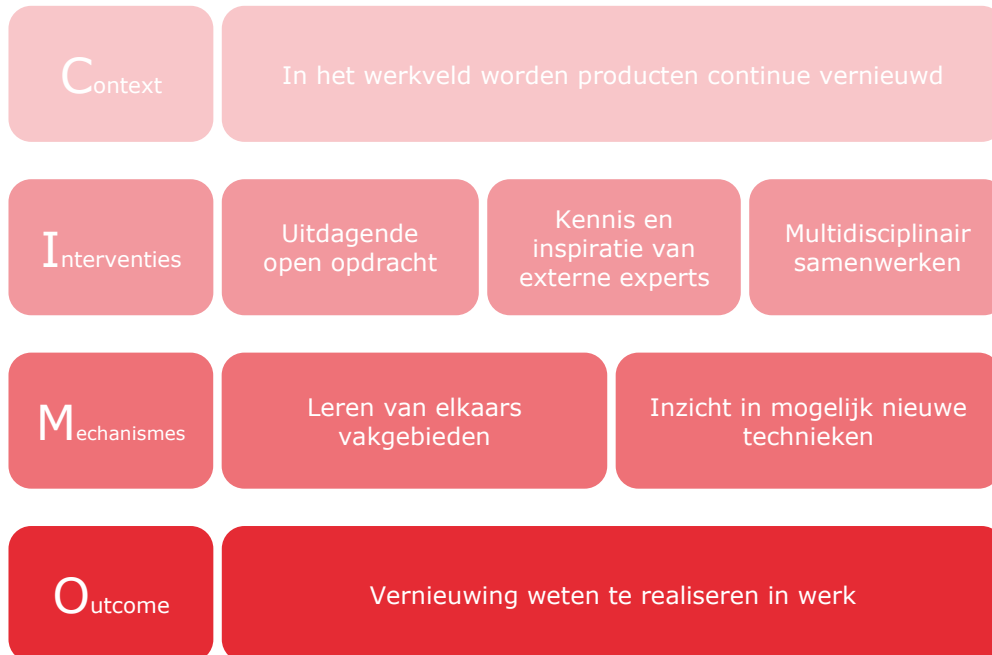 Context
In het werkveld worden producten continue vernieuwd
Interventies
Uitdagende
open opdracht
Kennis en
inspiratie van
externe experts
Multidisciplinair
samenwerken
Mechanismes
Leren van elkaars
vakgebieden
Inzicht in mogelijk nieuwe
technieken
Outcome
Vernieuwing weten te realiseren in werk